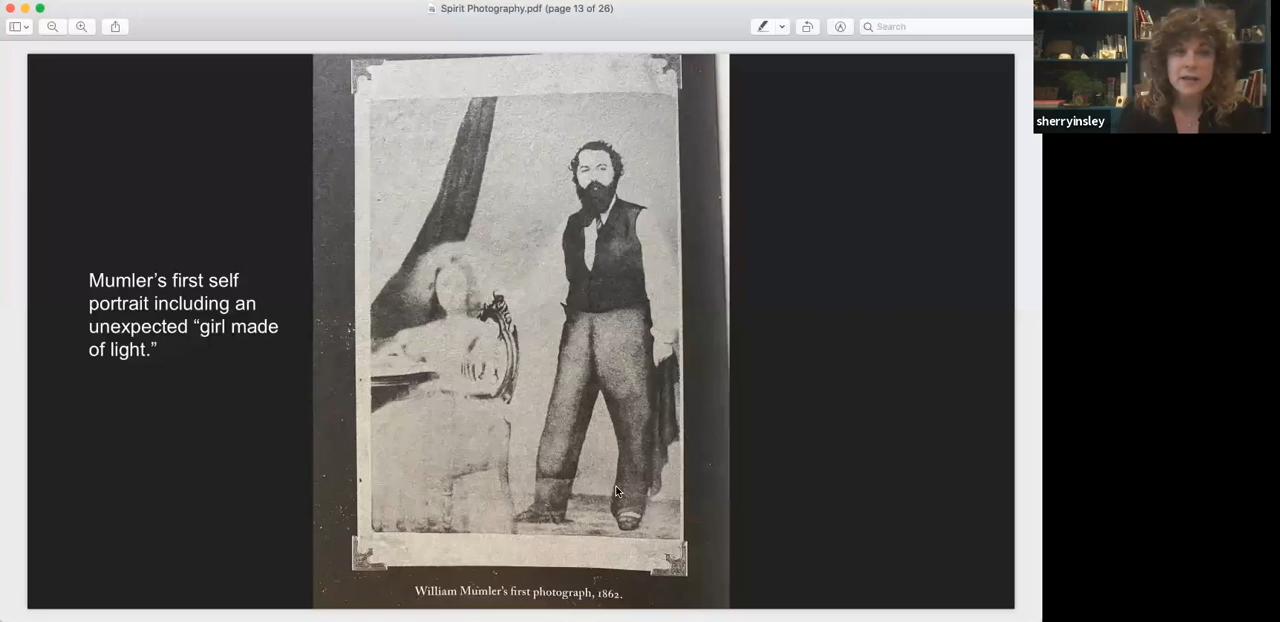 Spirit Photography.pdf (page 13 of 26)
Search
sherryinsley
Mumler’s first self
portrait including an
unexpected “girl made
of light.”
William Mumler's first photograph, 1862.